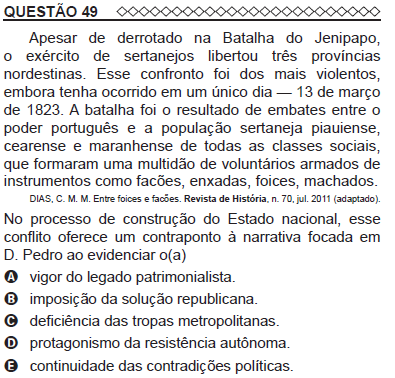 QUESTÃO 49
Apesar de derrotado na Batalha do Jenipapo,
o exército de sertanejos libertou três províncias
nordestinas. Esse confronto foi dos mais violentos,
embora tenha ocorrido em um único dia — 13 de março
de 1823. A batalha foi o resultado de embates entre o
poder português e a população sertaneja piauiense,
cearense e maranhense de todas as classes sociais,
que formaram uma multidão de voluntários armados de
instrumentos como facões, enxadas, foices, machados.
DIAS, C. M. M. Entre foices e facões. Revista de História, n. 70, jul. 2011 (adaptado).
No processo de construção do Estado nacional, esse
conflito oferece um contraponto à narrativa focada em
D. Pedro ao evidenciar o(a)
A vigor do legado patrimonialista.
B imposição da solução republicana.
C deficiência das tropas metropolitanas.
D protagonismo da resistência autônoma.
E continuidade das contradições políticas.